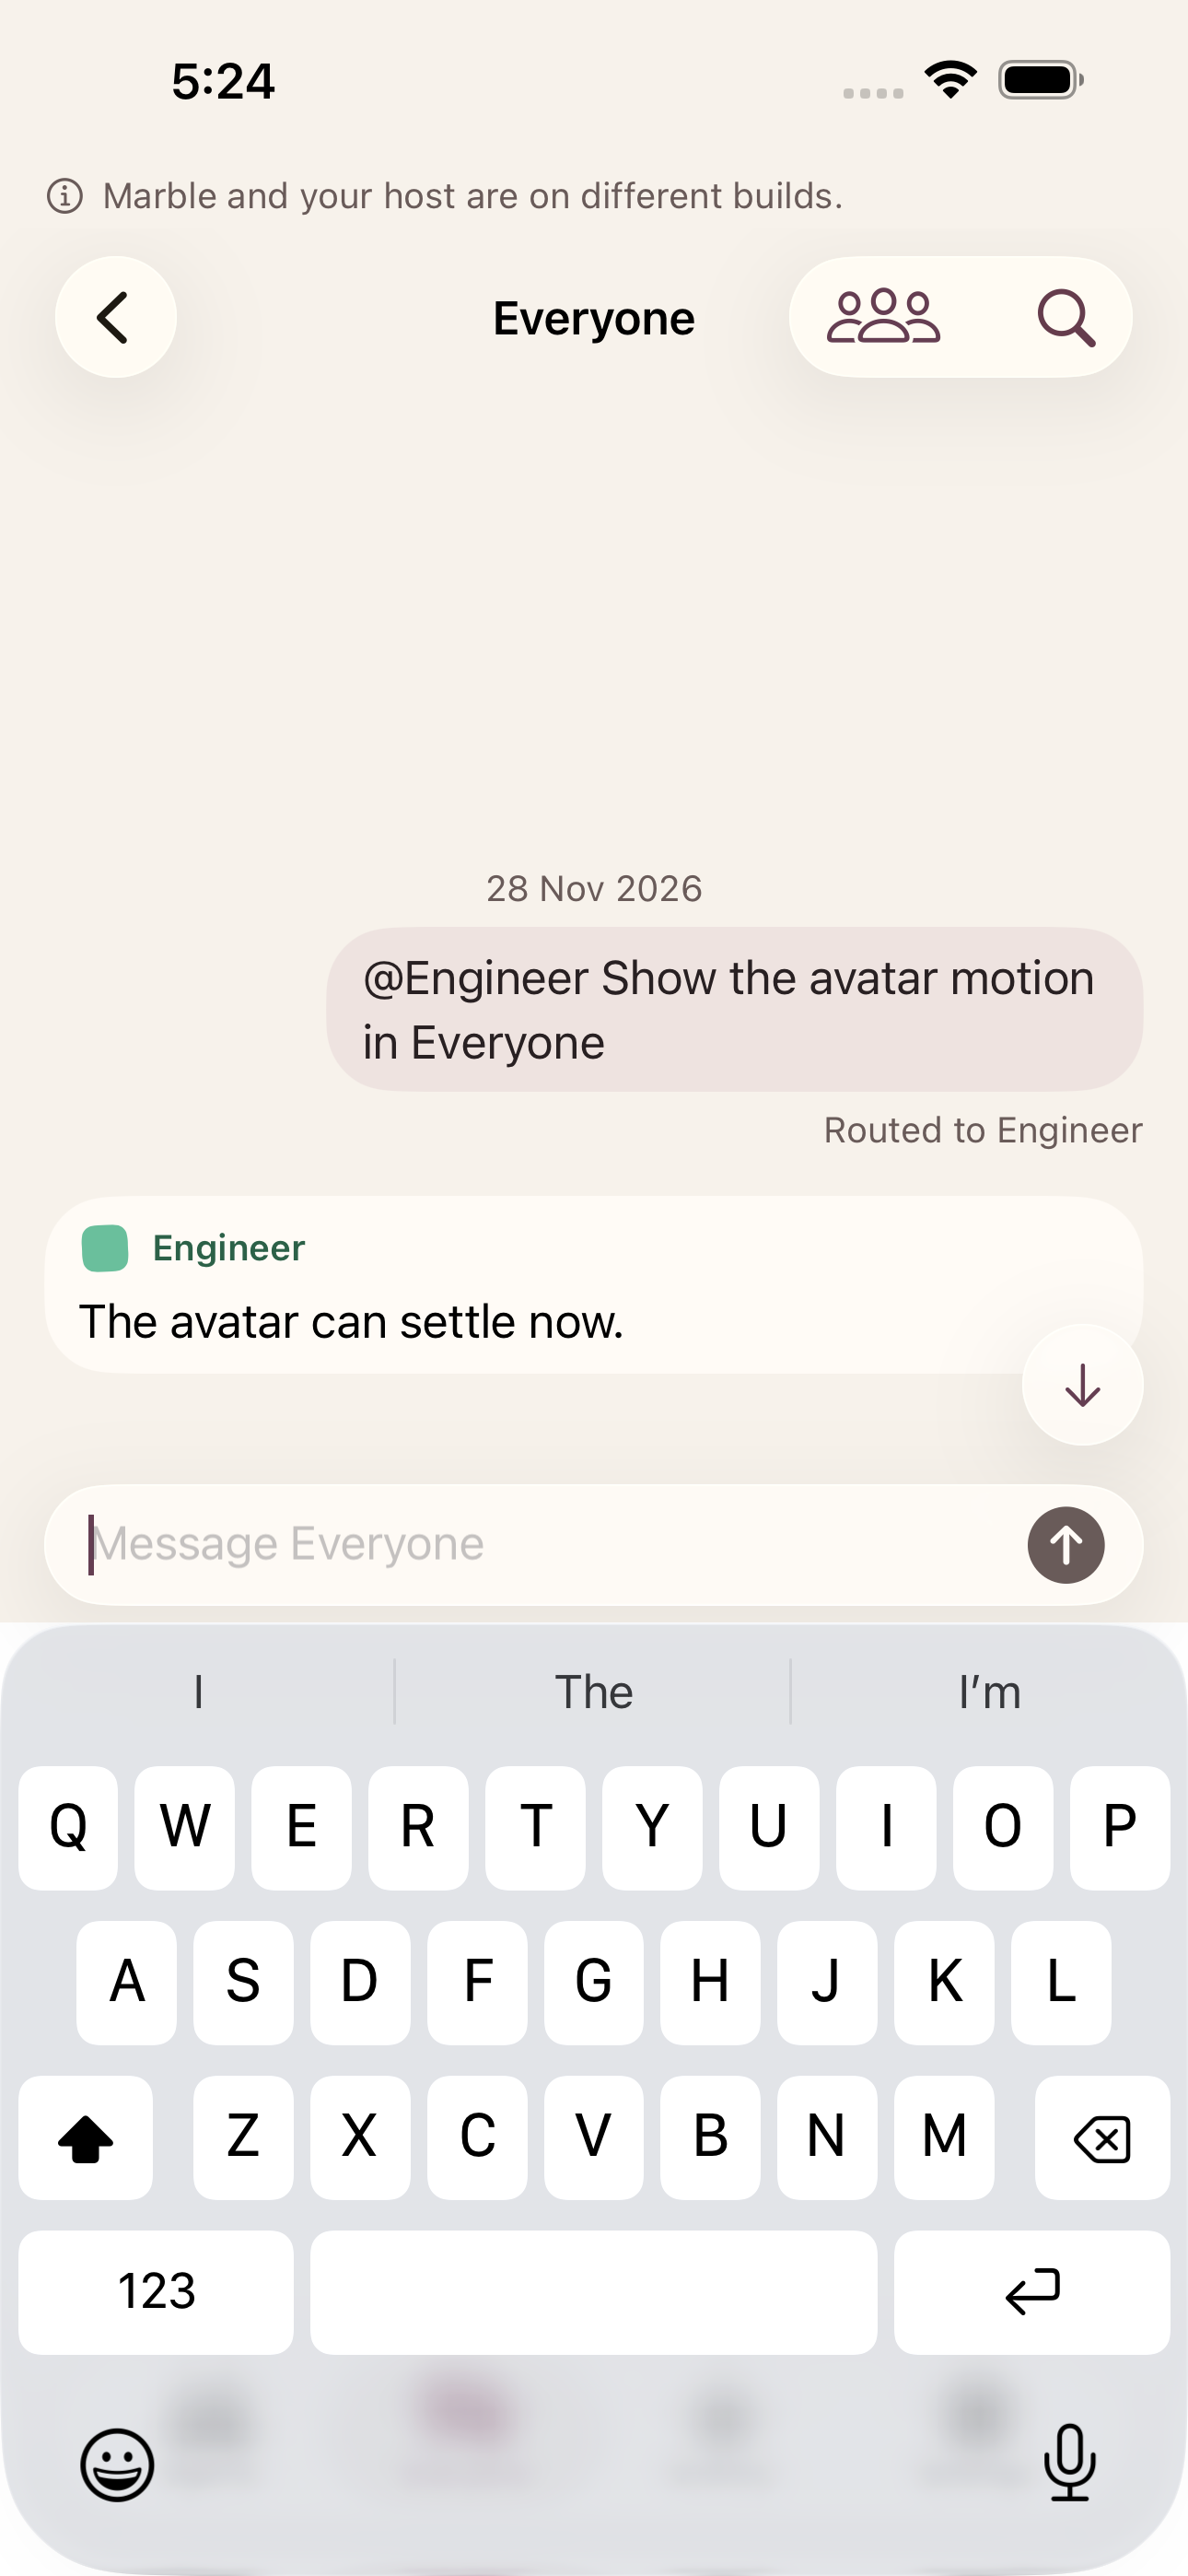 5:24
Marble and your host are on different builds.
Everyone
28 Nov 2026
@Engineer Show the avatar motion
in Everyone
Routed to Engineer
Engineer
The avatar can settle now.
Message Everyone
I The I’m
Q W E R T Y U I O P
A S D F G H J K L
Z X C V B N M
123